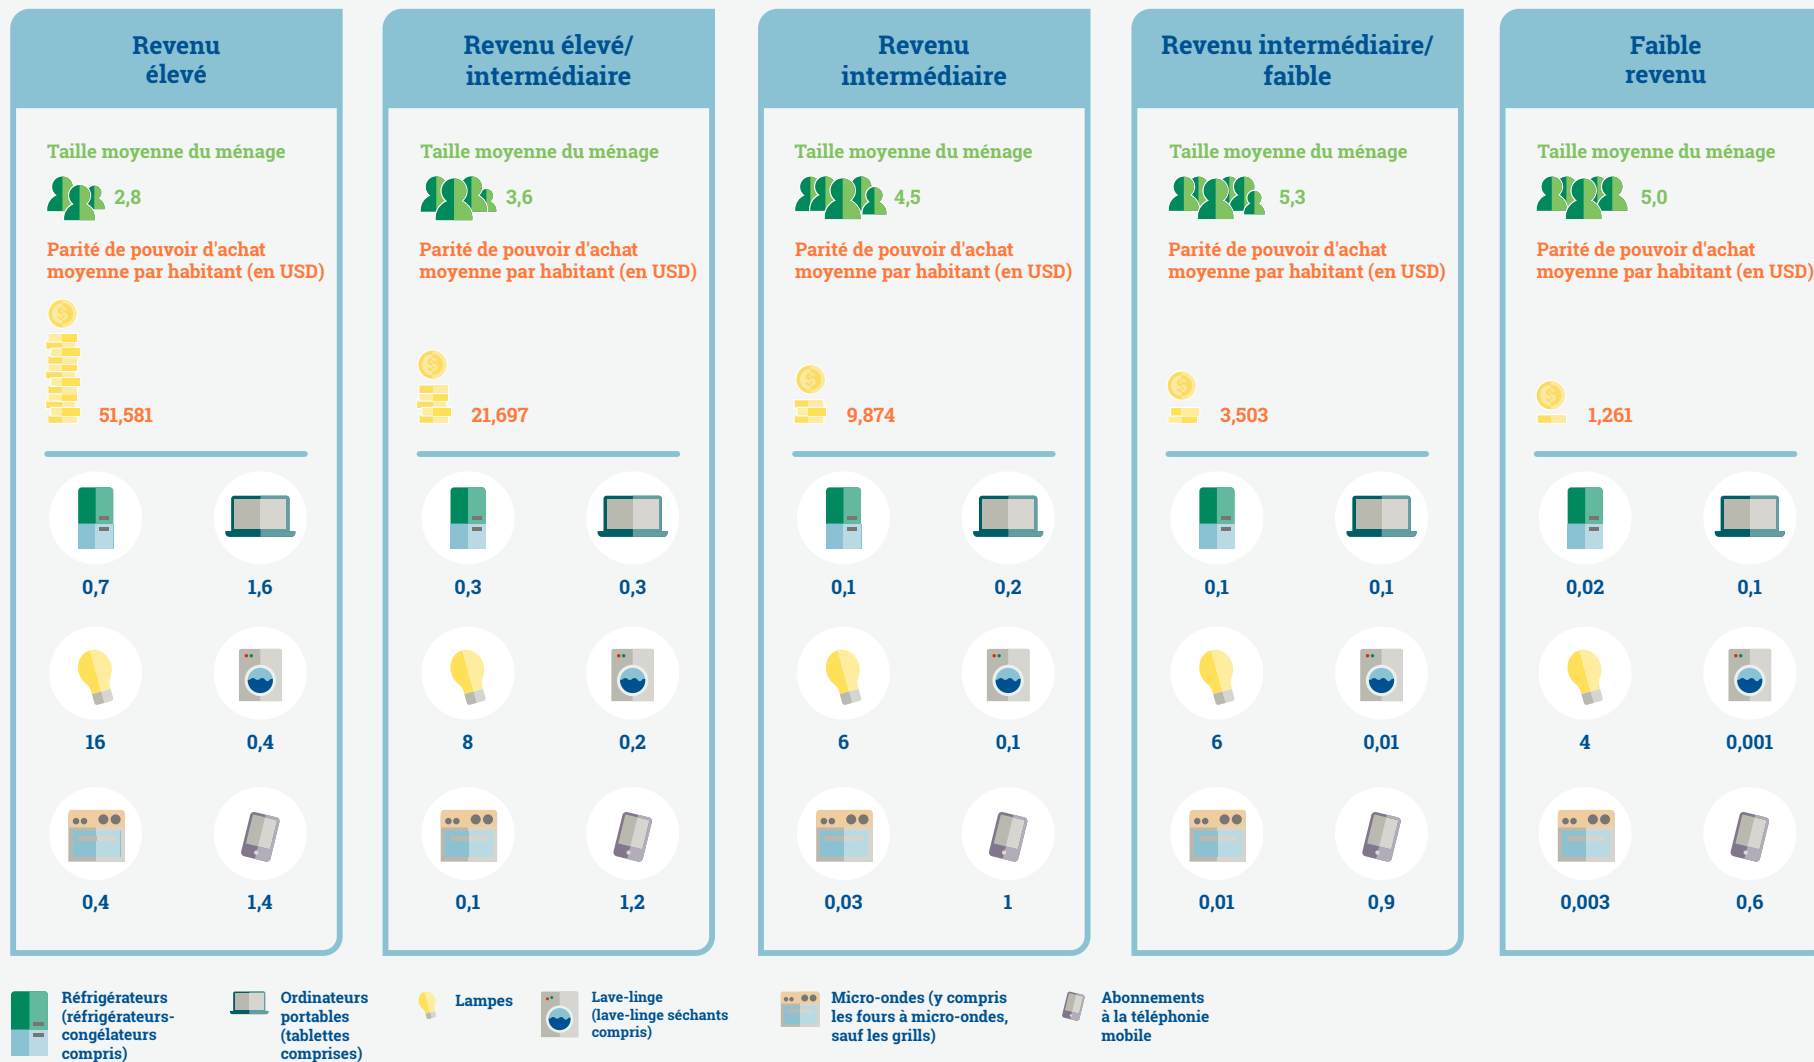 Revenu
élevé
Taille moyenne du ménage
2,8
Parité de pouvoir d'achat
moyenne par habitant (en USD)
51,581
0,7 1,6
16 0,4
0,4 1,4
Revenu élevé/
intermédiaire
Taille moyenne du ménage
3,6
Parité de pouvoir d'achat
moyenne par habitant (en USD)
21,697
0,3 0,3
8 0,2
0,1 1,2
Revenu
intermédiaire
Taille moyenne du ménage
4,5
Parité de pouvoir d'achat
moyenne par habitant (en USD)
9,874
0,1 0,2
6 0,1
0,03 1
Revenu intermédiaire/
faible
Taille moyenne du ménage
5,3
Parité de pouvoir d'achat
moyenne par habitant (en USD)
3,503
0,1 0,1
6 0,01
0,01 0,9
Faible
revenu
Taille moyenne du ménage
5,0
Parité de pouvoir d'achat
moyenne par habitant (en USD)
1,261
0,02 0,1
4 0,001
0,003 0,6
Réfrigérateurs
(réfrigérateurs-
congélateurs
compris)
Ordinateurs
portables
(tablettes
comprises)
Lampes
Lave-linge
(lave-linge séchants
compris)
Micro-ondes (y compris
les fours à micro-ondes,
sauf les grills)
Abonnements
à la téléphonie
mobile